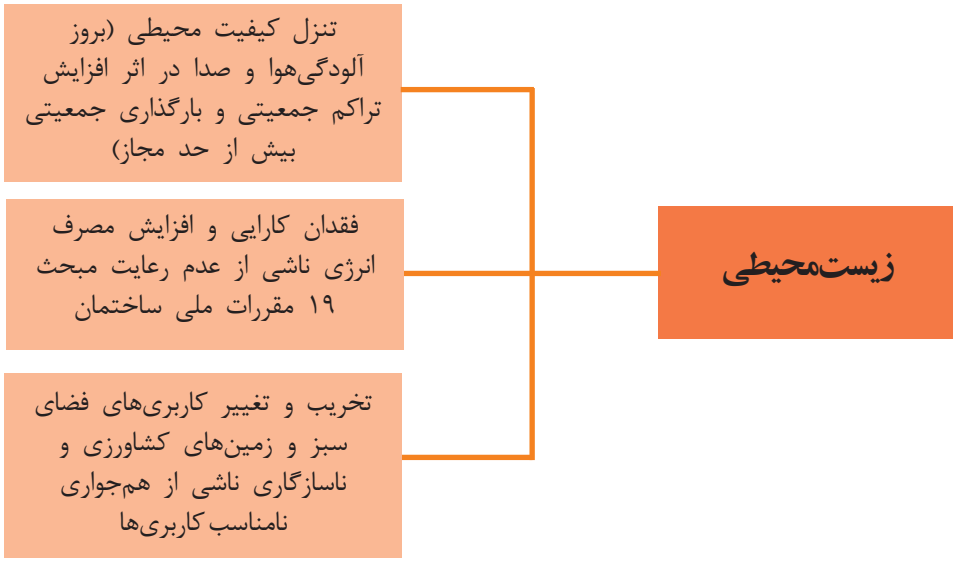 زیست‌محیطی
تنزل کیفیت محیطی (بروز
آلودگی‌هوا و صدا در اثر افزایش
تراکم جمعیتی و بارگذاری جمعیتی
بیش از حد مجاز)
فقدان کارایی و افزایش مصرف
انرژی ناشی از عدم رعایت مبحث
۱۹ مقررات ملی ساختمان
تخریب و تغییر کاربری‌های فضای
سبز و زمین‌های کشاورزی و
ناسازگاری ناشی از هم‌جواری
نامناسب کاربری‌ها